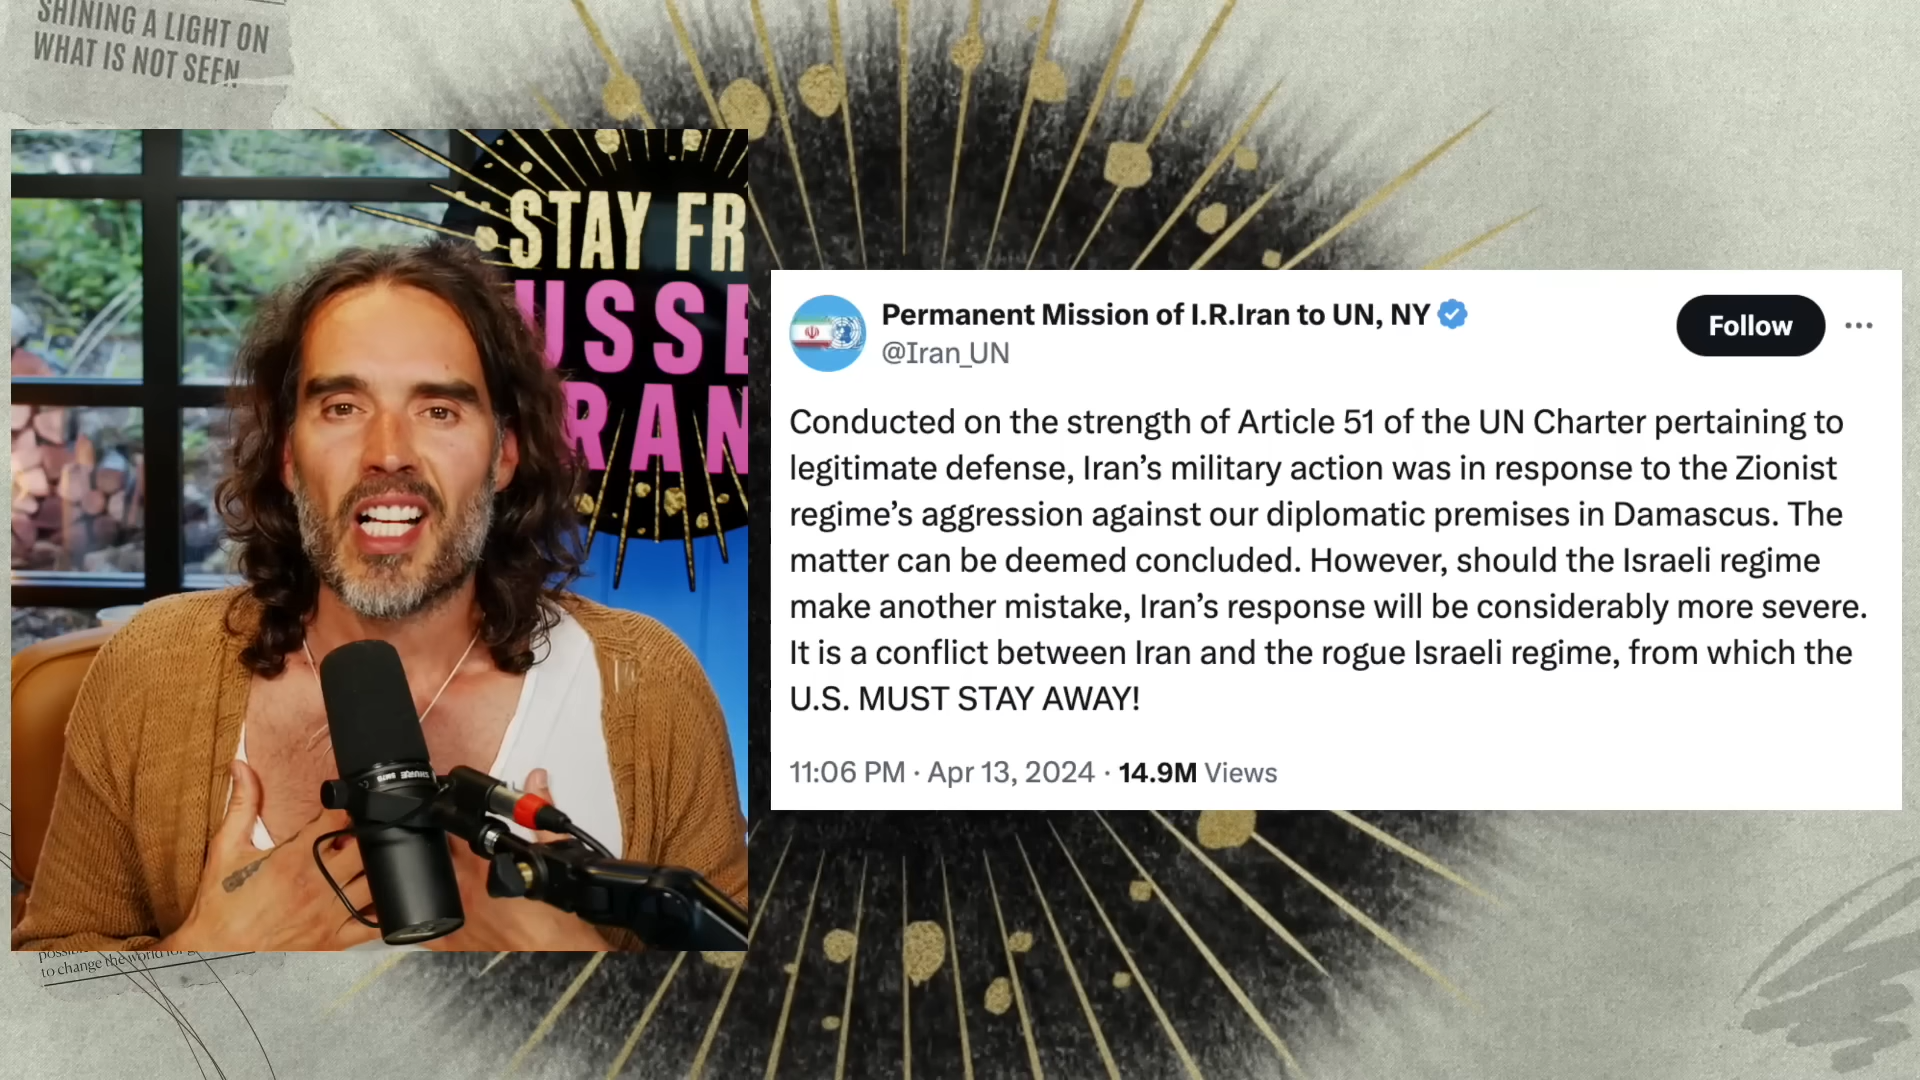 SHINING A LIGHT ON
WHAT IS NOT SEEN
STAY FR
USSE
RAN
Permanent Mission of I.R.Iran to UN, NY
@Iran_UN
Follow
Conducted on the strength of Article 51 of the UN Charter pertaining to
legitimate defense, Iran’s military action was in response to the Zionist
regime’s aggression against our diplomatic premises in Damascus. The
matter can be deemed concluded. However, should the Israeli regime
make another mistake, Iran’s response will be considerably more severe.
It is a conflict between Iran and the rogue Israeli regime, from which the
U.S. MUST STAY AWAY!
11:06 PM · Apr 13, 2024 · 14.9M Views
to change the world